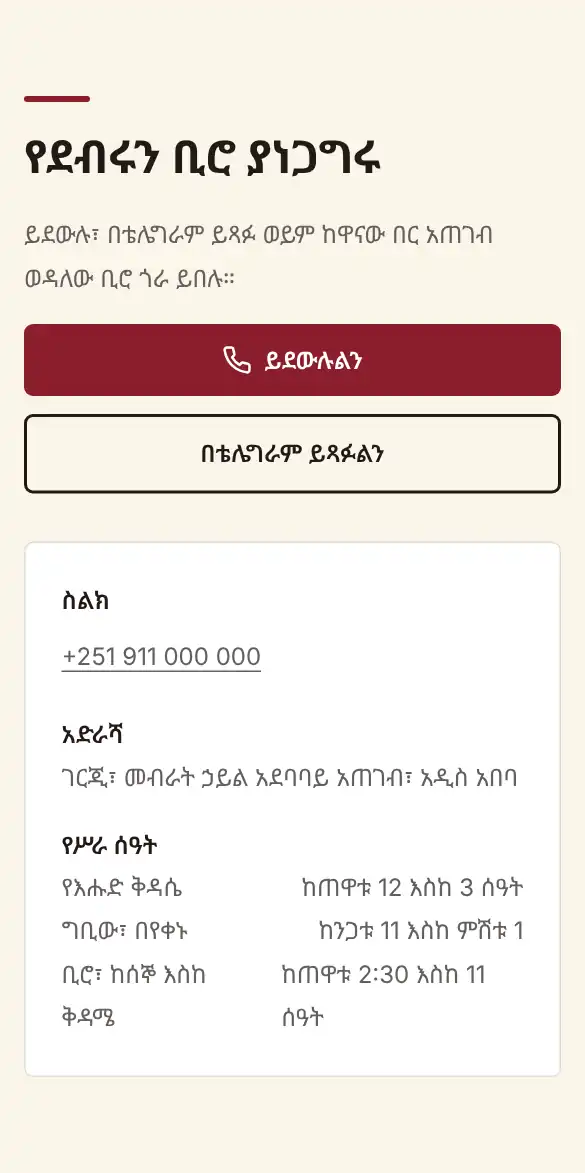 የደብሩን ቢሮ ያነጋግሩ
ይደውሉ፣ በቴሌግራም ይጻፉ ወይም ከዋናው በር አጠገብ
ወዳለው ቢሮ ጎራ ይበሉ።
ይደውሉልን
በቴሌግራም ይጻፉልን
ስልክ
+251 911 000 000
አድራሻ
ገርጂ፣ መብራት ኃይል አደባባይ አጠገብ፣ አዲስ አበባ
የሥራ ሰዓት
የእሑድ ቅዳሴ ከጠዋቱ 12 እስከ 3 ሰዓት
ግቢው፣ በየቀኑ ከንጋቱ 11 እስከ ምሽቱ 1
ቢሮ፣ ከሰኞ እስከ ከጠዋቱ 2:30 እስከ 11
ቅዳሜ ሰዓት